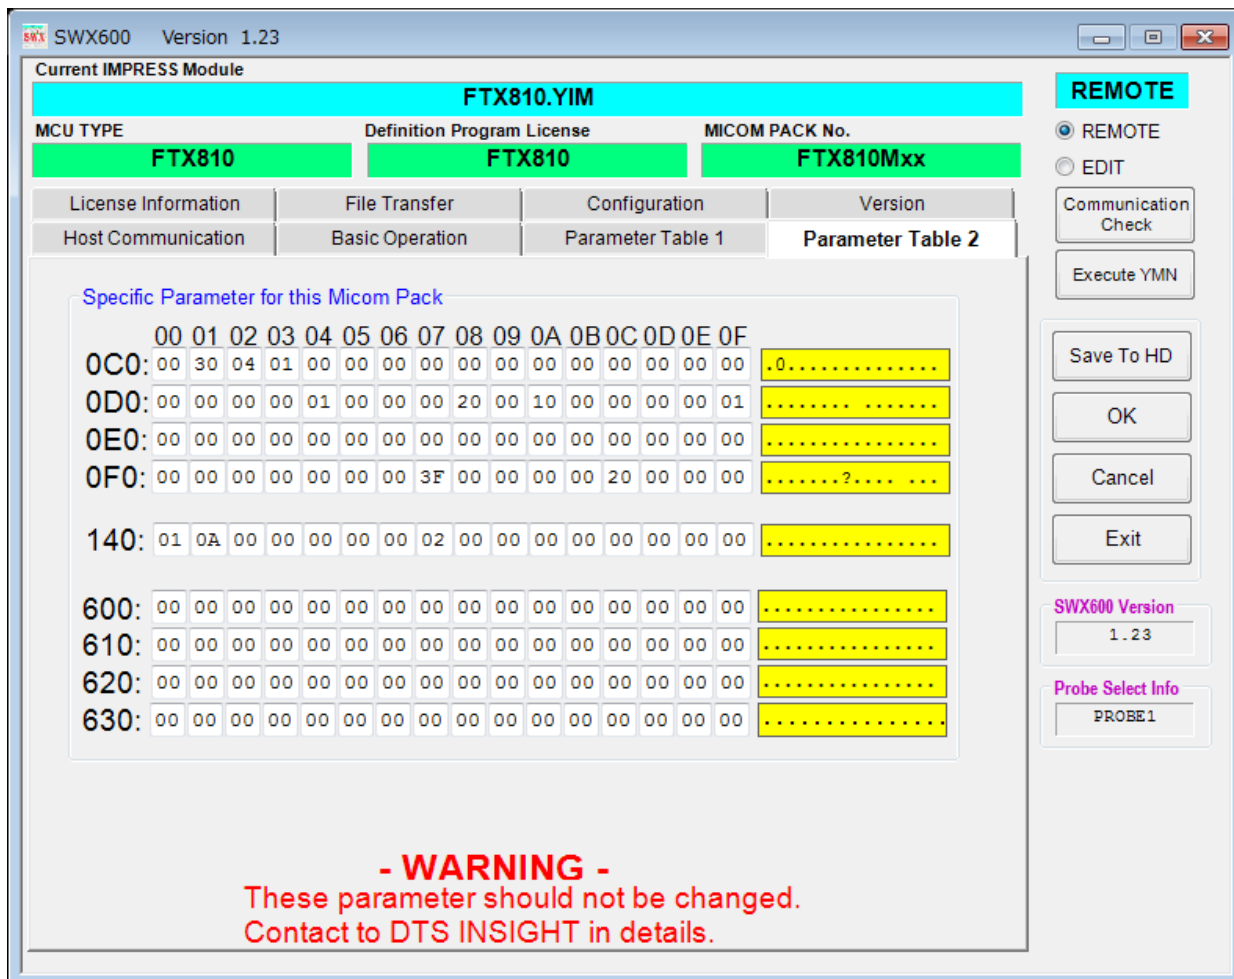 SWX600 Version 1.23
Current IMPRESS Module
FTX810.YIM
MCU TYPE Definition Program License MICOM PACK No.
FTX810 FTX810 FTX810Mxx
License Information File Transfer Configuration Version
Host Communication Basic Operation Parameter Table 1 Parameter Table 2
Specific Parameter for this Micom Pack
00 01 02 03 04 05 06 07 08 09 0A 0B 0C 0D 0E 0F
0C0: 00 30 04 01 00 00 00 00 00 00 00 00 00 00 00 00 .0..............
0D0: 00 00 00 00 01 00 00 00 20 00 10 00 00 00 00 01 ........ .......
0E0: 00 00 00 00 00 00 00 00 00 00 00 00 00 00 00 00 ................
0F0: 00 00 00 00 00 00 00 3F 00 00 00 00 20 00 00 00 .......?.... ...
140: 01 0A 00 00 00 00 00 02 00 00 00 00 00 00 00 00 ................
600: 00 00 00 00 00 00 00 00 00 00 00 00 00 00 00 00 ................
610: 00 00 00 00 00 00 00 00 00 00 00 00 00 00 00 00 ................
620: 00 00 00 00 00 00 00 00 00 00 00 00 00 00 00 00 ................
630: 00 00 00 00 00 00 00 00 00 00 00 00 00 00 00 00 ................
- WARNING -
These parameter should not be changed.
Contact to DTS INSIGHT in details.
REMOTE
REMOTE
EDIT
Communication
Check
Execute YMN
Save To HD
OK
Cancel
Exit
SWX600 Version
1.23
Probe Select Info
PROBE1